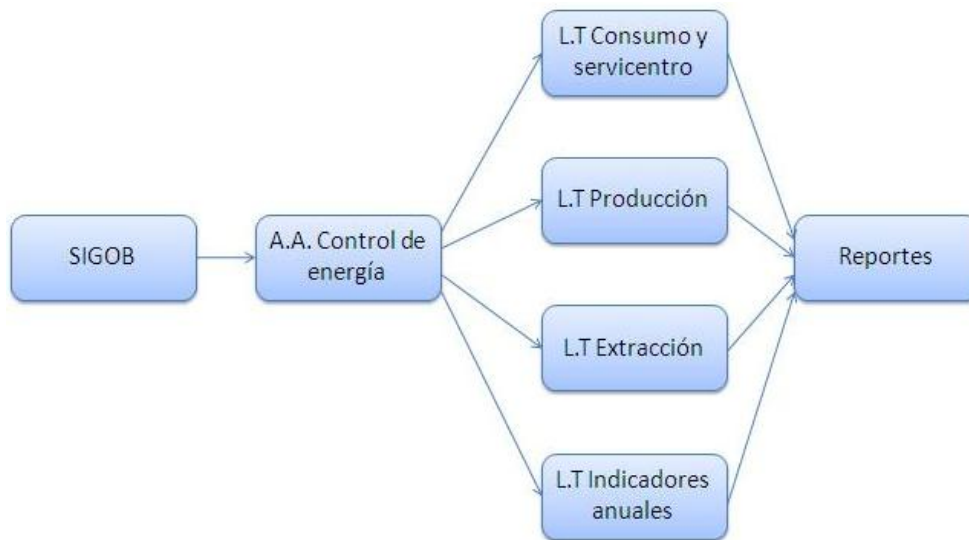 SIGOB
A.A. Control de
energía
L.T Consumo y
servicentro
L.T Producción
L.T Extracción
L.T Indicadores
anuales
Reportes